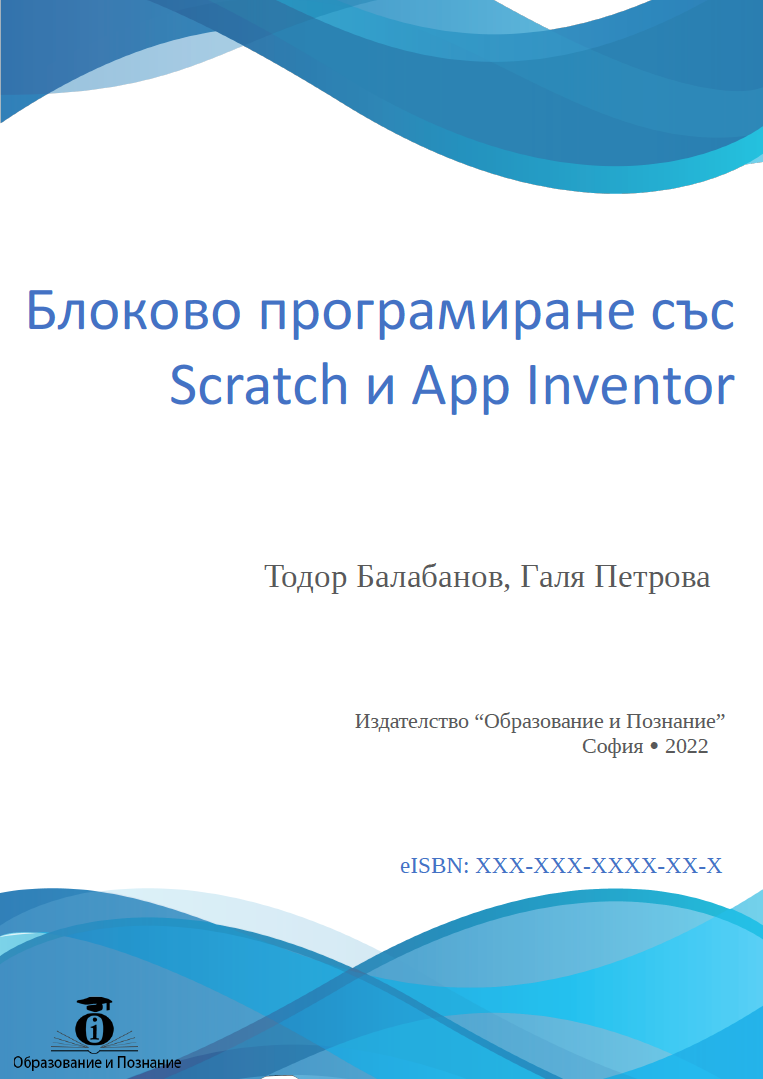 Блоково програмиране със
Scratch и App Inventor
Тодор Балабанов, Галя Петрова
Издателство “Образование и Познание”
София • 2022
eISBN: XXX-XXX-XXXX-XX-X
i
Образование и Познание